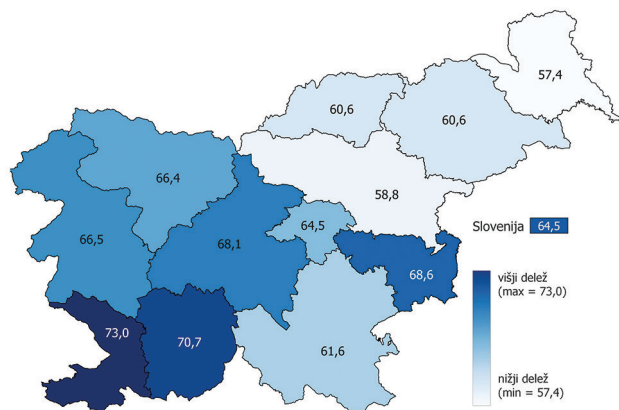 57,4
60,6
60,6
66,4
58,8
64,5
Slovenija 64,5
66,5
68,1
68,6
višji delež
(max = 73,0)
73,0
70,7
61,6
nižji delež
(min = 57,4)